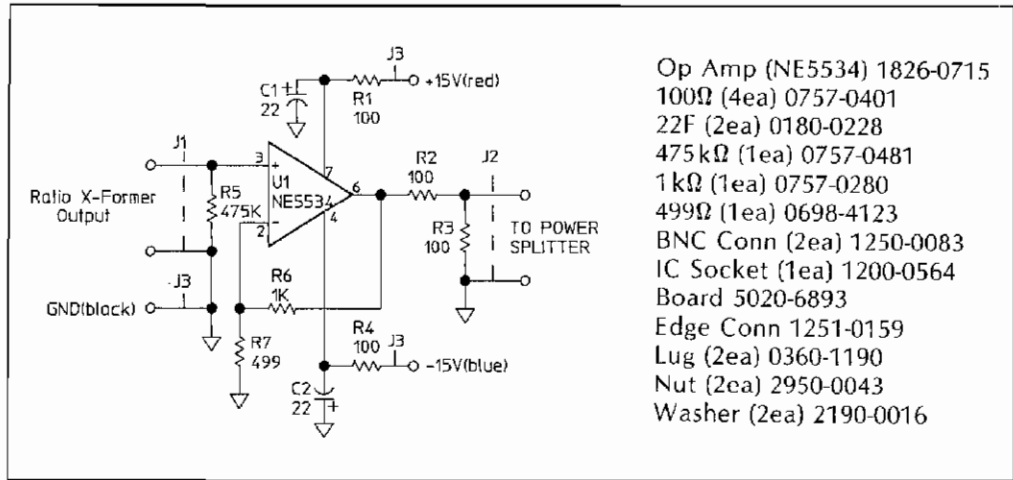 J3
+15V(red)
C1
+
22
R1
100
J1
3
+
7
R2
100
J2
Ratio X-Former
Output
R5
475K
U1
NE5534
6
-
2
4
R3
100
TO POWER
SPLITTER
J3
GND(black)
R6
1K
R7
499
R4
100
J3
-15V(blue)
C2
22
+
Op Amp (NE5534) 1826-0715
100Ω (4ea) 0757-0401
22F (2ea) 0180-0228
475kΩ (1ea) 0757-0481
1kΩ (1ea) 0757-0280
499Ω (1ea) 0698-4123
BNC Conn (2ea) 1250-0083
IC Socket (1ea) 1200-0564
Board 5020-6893
Edge Conn 1251-0159
Lug (2ea) 0360-1190
Nut (2ea) 2950-0043
Washer (2ea) 2190-0016